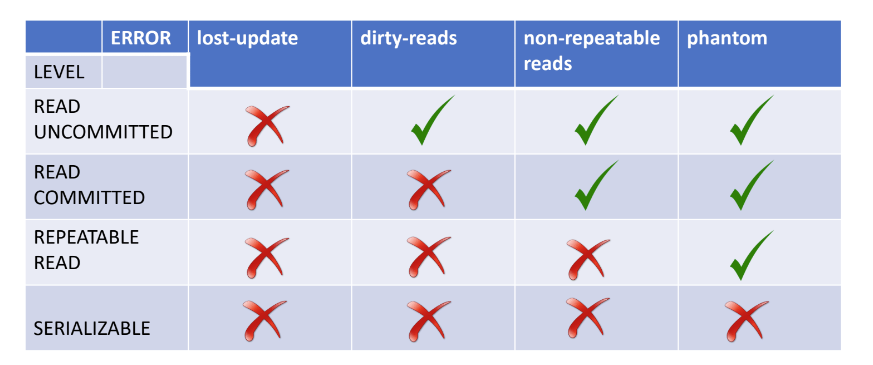 ERROR
lost-update
dirty-reads
non-repeatable
reads
phantom
LEVEL
READ
UNCOMMITTED
READ
COMMITTED
REPEATABLE
READ
SERIALIZABLE